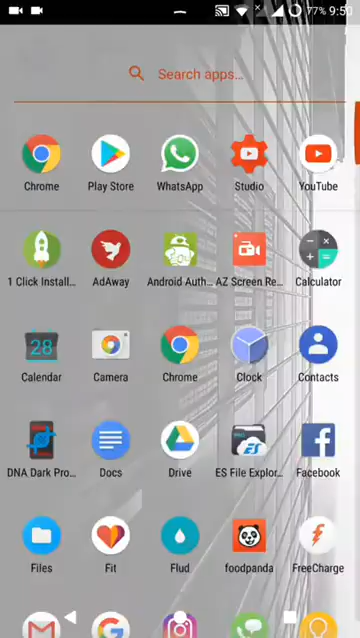 77% 9:50
Search apps...
Chrome Play Store WhatsApp Studio YouTube
1 Click Install... AdAway Android Auth... AZ Screen Re... Calculator
28
Calendar Camera Chrome Clock Contacts
ES
DNA Dark Pro... Docs Drive ES File Explor... Facebook
Files Fit Flud foodpanda FreeCharge